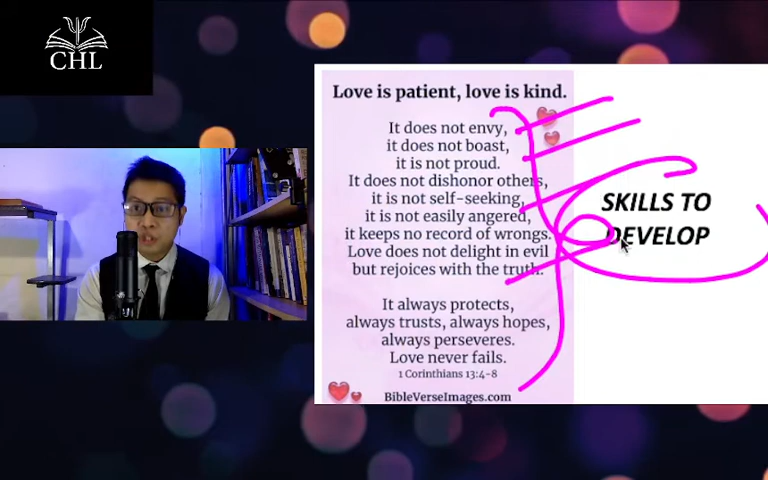 CHL
Love is patient, love is kind.
It does not envy,
it does not boast,
it is not proud.
It does not dishonor others,
it is not self-seeking,
it is not easily angered,
it keeps no record of wrongs.
Love does not delight in evil
but rejoices with the truth.
It always protects,
always trusts, always hopes,
always perseveres.
Love never fails.
1 Corinthians 13:4-8
BibleVerseImages.com
SKILLS TO
DEVELOP